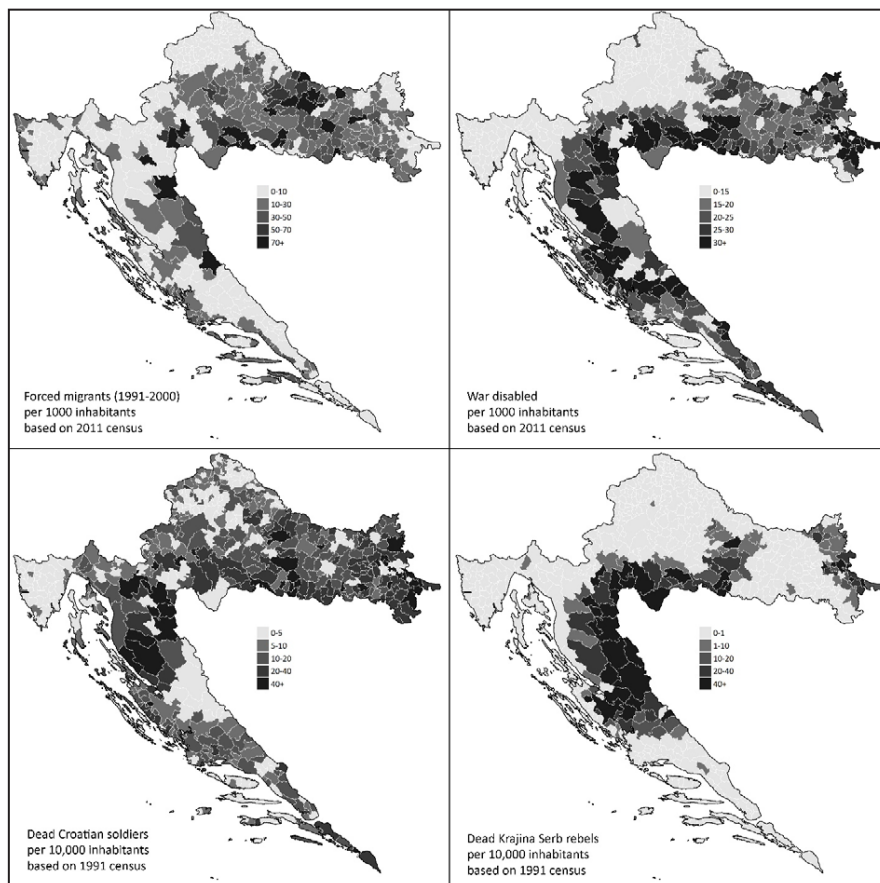 0-10
10-30
30-50
50-70
70+
Forced migrants (1991-2000)
per 1000 inhabitants
based on 2011 census
0-15
15-20
20-25
25-30
30+
War disabled
per 1000 inhabitants
based on 2011 census
0-5
5-10
10-20
20-40
40+
Dead Croatian soldiers
per 10,000 inhabitants
based on 1991 census
0-1
1-10
10-20
20-40
40+
Dead Krajina Serb rebels
per 10,000 inhabitants
based on 1991 census